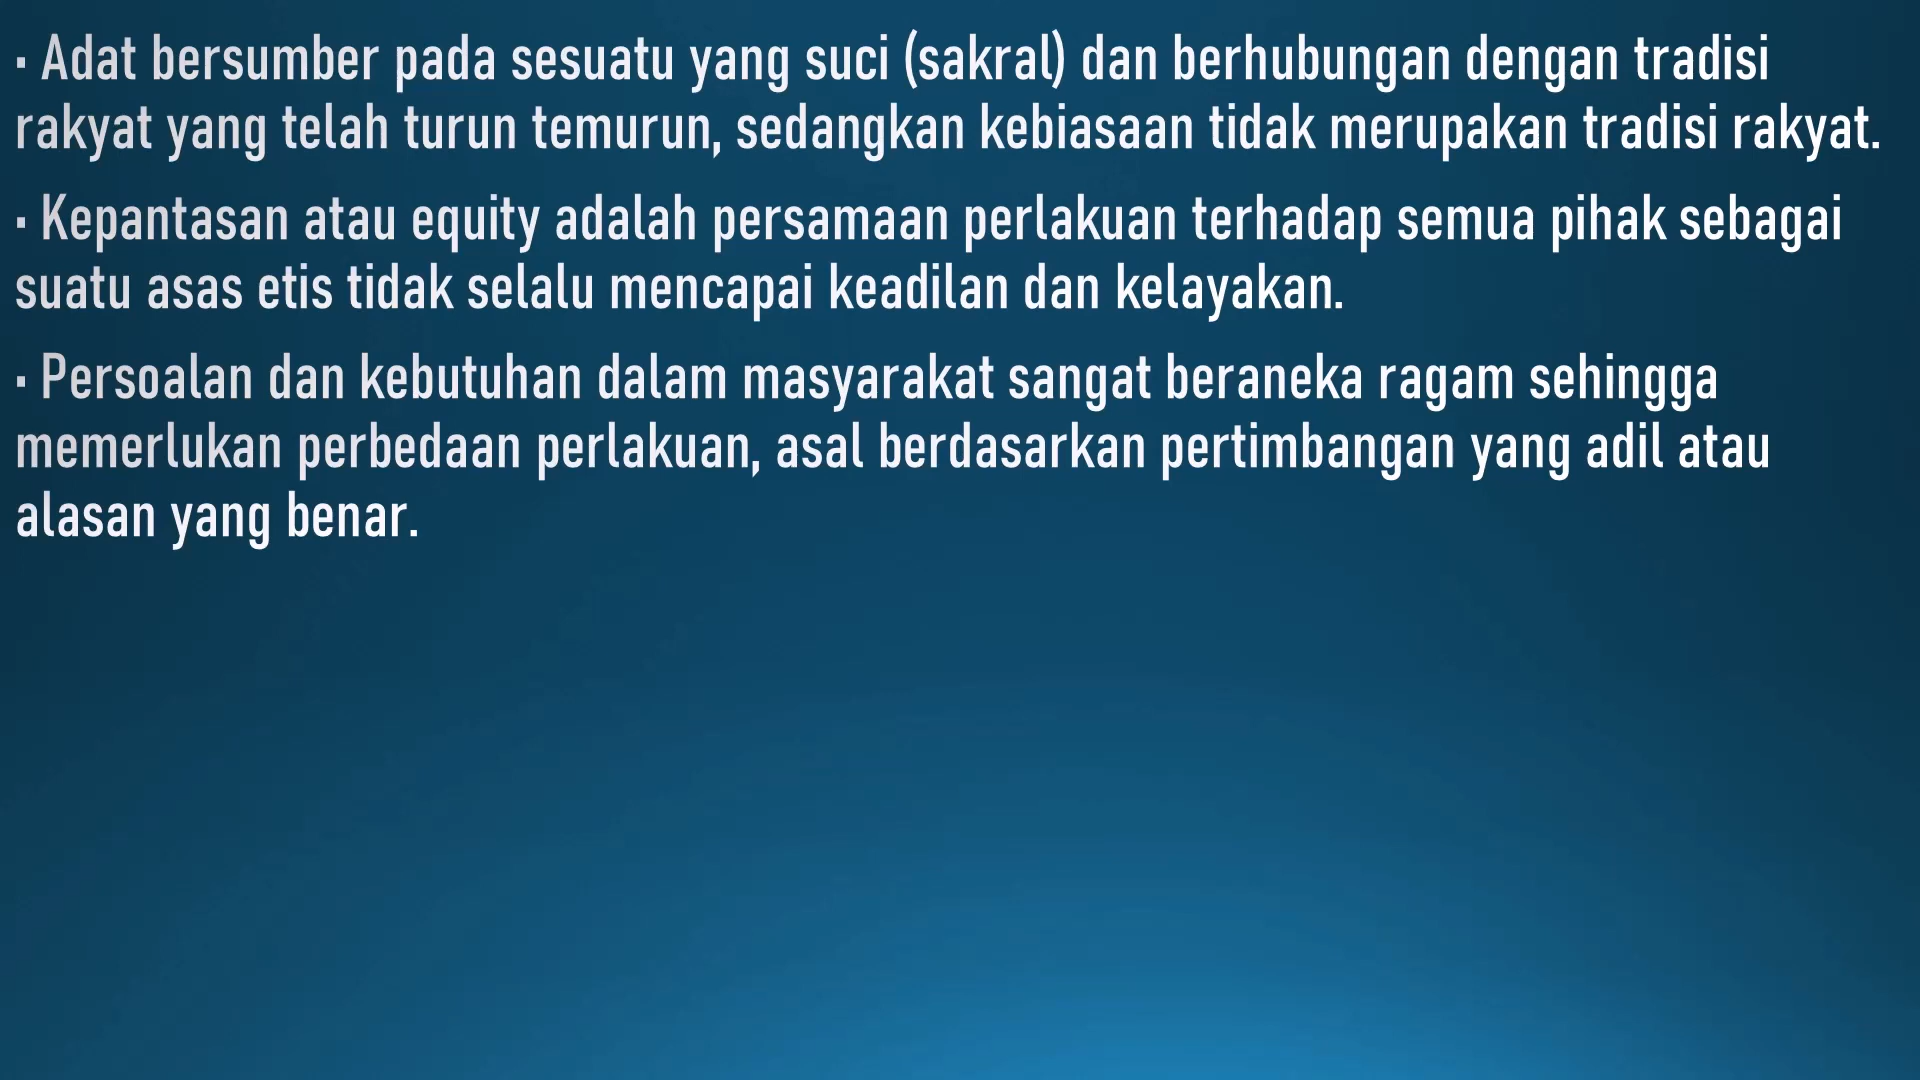 ▪ Adat bersumber pada sesuatu yang suci (sakral) dan berhubungan dengan tradisi
rakyat yang telah turun temurun, sedangkan kebiasaan tidak merupakan tradisi rakyat.
▪ Kepantasan atau equity adalah persamaan perlakuan terhadap semua pihak sebagai
suatu asas etis tidak selalu mencapai keadilan dan kelayakan.
▪ Persoalan dan kebutuhan dalam masyarakat sangat beraneka ragam sehingga
memerlukan perbedaan perlakuan, asal berdasarkan pertimbangan yang adil atau
alasan yang benar.